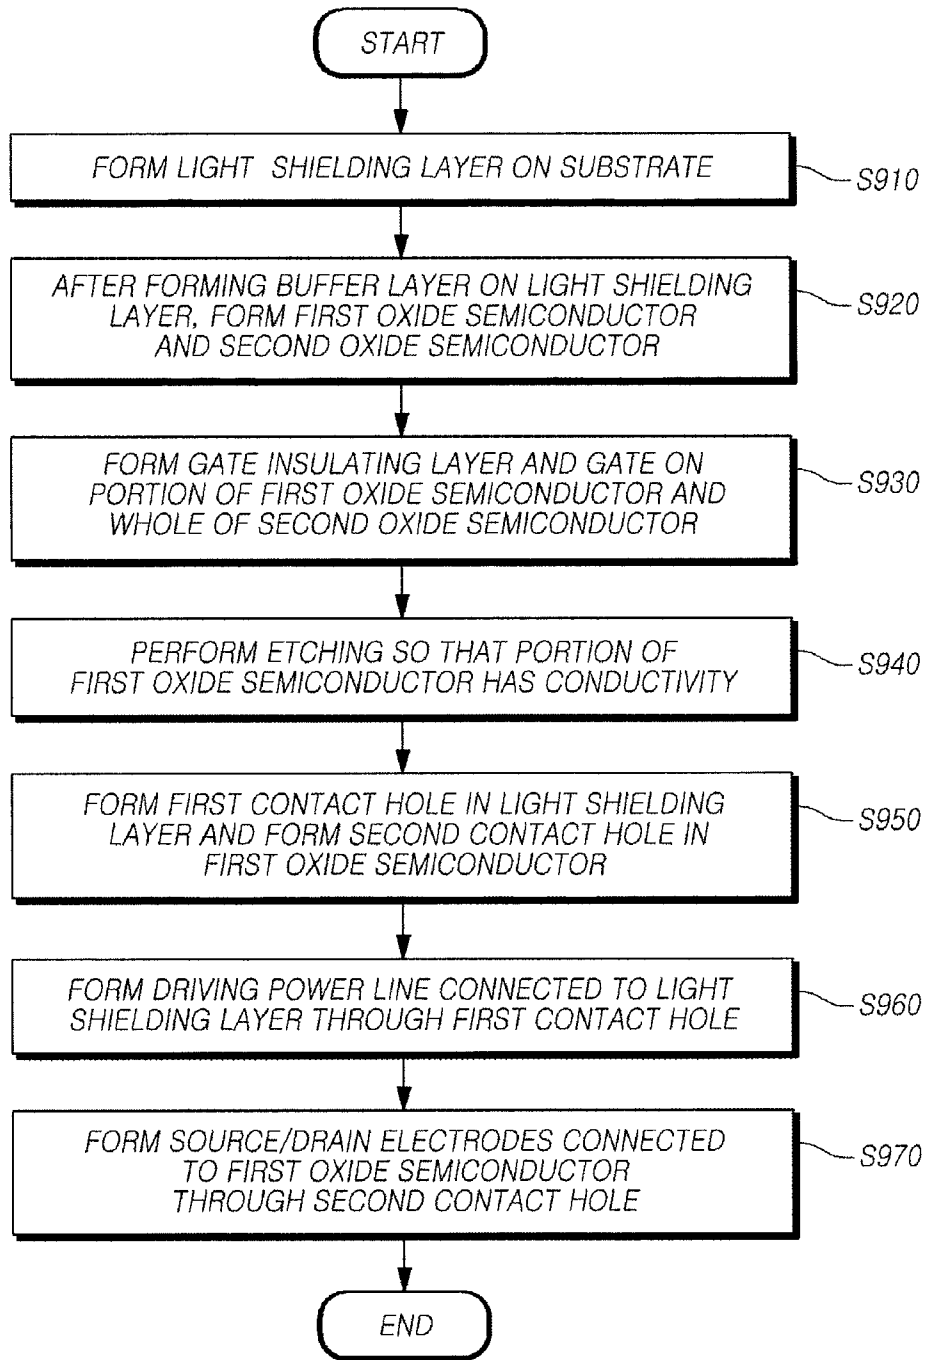 START
FORM LIGHT SHIELDING LAYER ON SUBSTRATE
S910
AFTER FORMING BUFFER LAYER ON LIGHT SHIELDING
LAYER, FORM FIRST OXIDE SEMICONDUCTOR
AND SECOND OXIDE SEMICONDUCTOR
S920
FORM GATE INSULATING LAYER AND GATE ON
PORTION OF FIRST OXIDE SEMICONDUCTOR AND
WHOLE OF SECOND OXIDE SEMICONDUCTOR
S930
PERFORM ETCHING SO THAT PORTION OF
FIRST OXIDE SEMICONDUCTOR HAS CONDUCTIVITY
S940
FORM FIRST CONTACT HOLE IN LIGHT SHIELDING
LAYER AND FORM SECOND CONTACT HOLE IN
FIRST OXIDE SEMICONDUCTOR
S950
FORM DRIVING POWER LINE CONNECTED TO LIGHT
SHIELDING LAYER THROUGH FIRST CONTACT HOLE
S960
FORM SOURCE/DRAIN ELECTRODES CONNECTED
TO FIRST OXIDE SEMICONDUCTOR
THROUGH SECOND CONTACT HOLE
S970
END